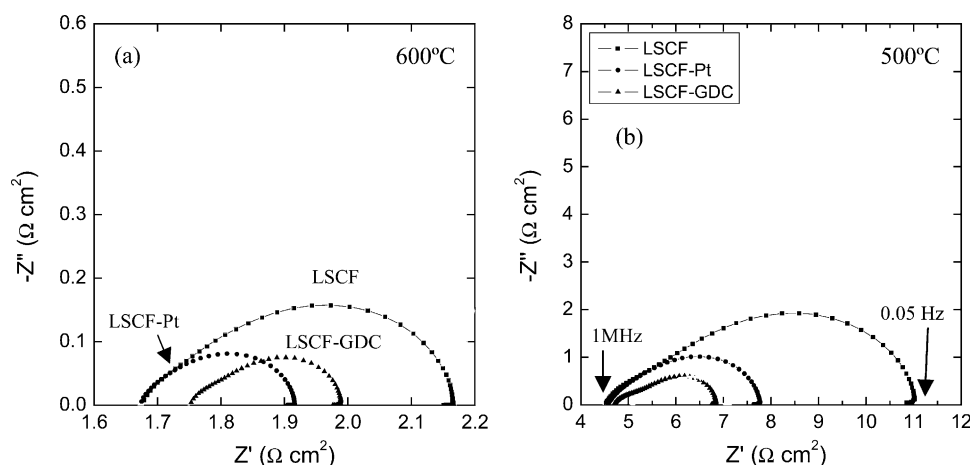 (a)
600ºC
-Z'' (Ω cm²)
0.6
0.5
0.4
0.3
0.2
0.1
0.0
LSCF
LSCF-Pt
LSCF-GDC
1.6 1.7 1.8 1.9 2.0 2.1 2.2
Z' (Ω cm²)
LSCF
LSCF-Pt
LSCF-GDC
500ºC
(b)
-Z'' (Ω cm²)
8
7
6
5
4
3
2
1
0
1MHz
0.05 Hz
4 5 6 7 8 9 10 11 12
Z' (Ω cm²)